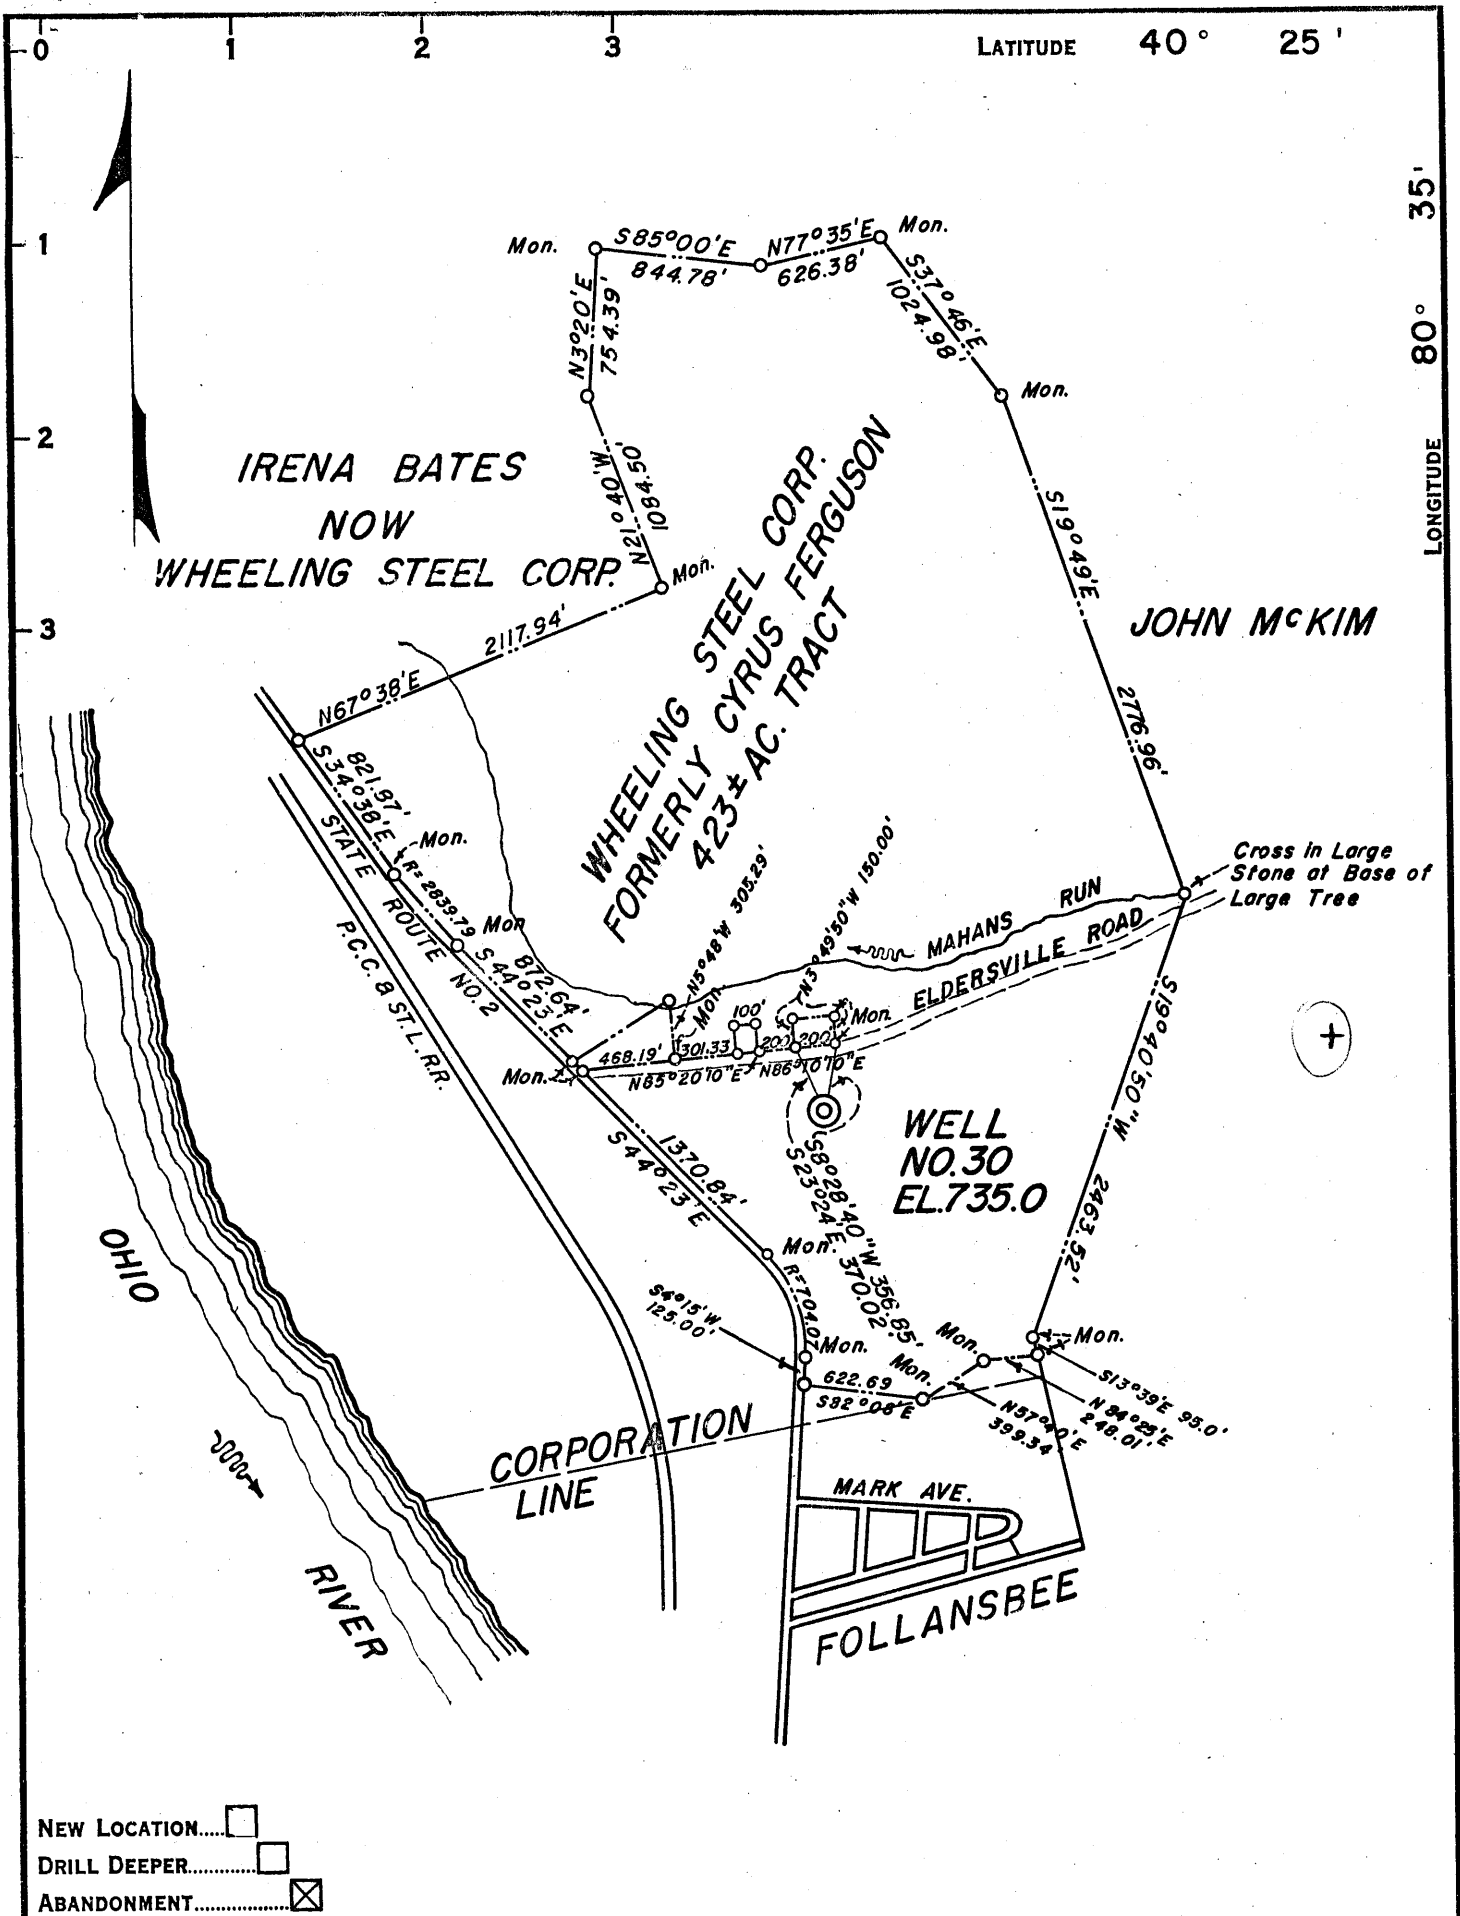 0 1 2 3
LATITUDE 40° 25'
LONGITUDE 80° 35'
1
2
3
Mon.
S85°00'E
844.78'
N77°35'E
626.38'
Mon.
S37°46'E
1024.98'
Mon.
N3°20'E
754.39'
N21°40'W
1084.50'
Mon.
IRENA BATES
NOW
WHEELING STEEL CORP.
2117.94'
N67°38'E
WHEELING STEEL CORP.
FORMERLY CYRUS FERGUSON
423± AC. TRACT
S19°49'E
2776.96'
JOHN McKIM
821.87'
S34°38'E
Mon.
R=2839.79
Mon
STATE ROUTE NO. 2
872.64'
S44°23'E
P.C.C. & ST.L.R.R.
N5°48'W 305.29'
Mon.
N3°49'50"W 150.00'
MAHANS RUN
ELDERSVILLE ROAD
Cross in Large
Stone at Base of
Large Tree
100'
Mon.
468.19'
301.33
200
200
N85°20'10"E
N86°10'10"E
Mon.
+
S19°40'50"W 2463.52'
WELL
NO.30
EL.735.0
S8°28'40"W 356.85'
S23°24'E 370.02'
1370.84'
S44°23'E
Mon.
R=704.07
S4°15'W
125.00'
Mon.
622.69
S82°08'E
Mon.
Mon.
Mon.
S13°39'E 95.0'
N84°25'E
248.01'
N57°40'E
399.34'
OHIO
RIVER
CORPORATION
LINE
MARK AVE.
FOLLANSBEE
NEW LOCATION.....
DRILL DEEPER............
ABANDONMENT.................. ☒